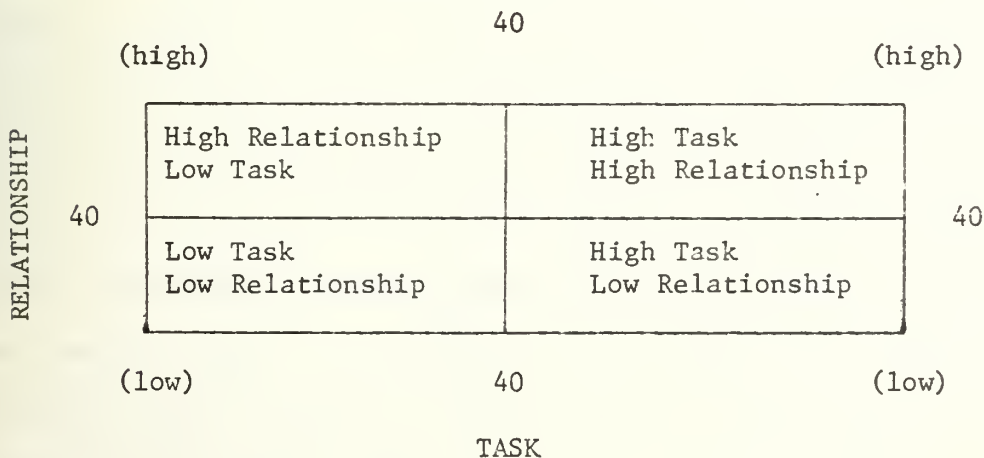 40
(high) (high)
High Relationship High Task
Low Task High Relationship
RELATIONSHIP
40 40
Low Task High Task
Low Relationship Low Relationship
(low) 40 (low)
TASK